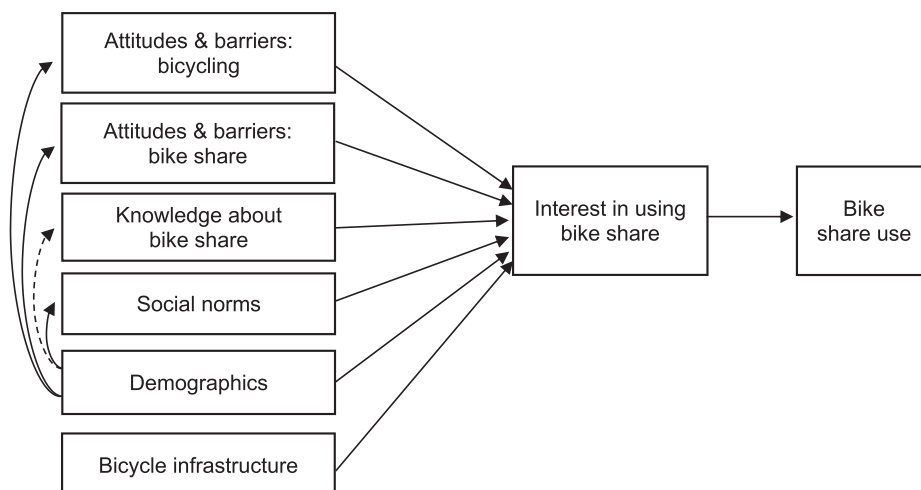 Attitudes & barriers:
bicycling
Attitudes & barriers:
bike share
Knowledge about
bike share
Social norms
Demographics
Bicycle infrastructure
Interest in using
bike share
Bike
share use